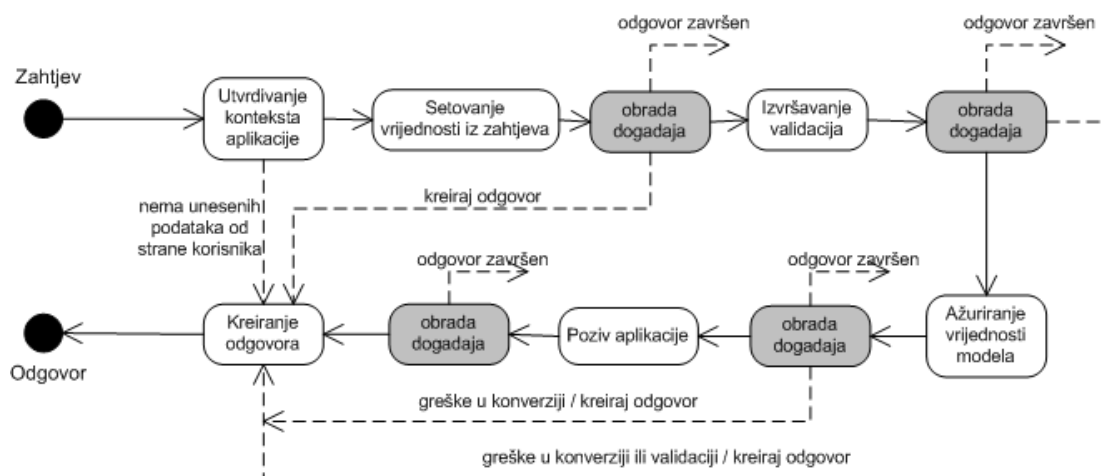 odgovor završen
odgovor završen
Zahtjev
Utvrdivanje
konteksta
aplikacije
Setovanje
vrijednosti iz zahtjeva
obrada
dogadaja
Izvršavanje
validacija
obrada
dogadaja
nema unesenih
podataka od
strane korisnika
kreiraj odgovor
odgovor završen
odgovor završen
Kreiranje
odgovora
obrada
dogadaja
Poziv aplikacije
obrada
dogadaja
Ažuriranje
vrijednosti
modela
Odgovor
greške u konverziji / kreiraj odgovor
greške u konverziji ili validaciji / kreiraj odgovor